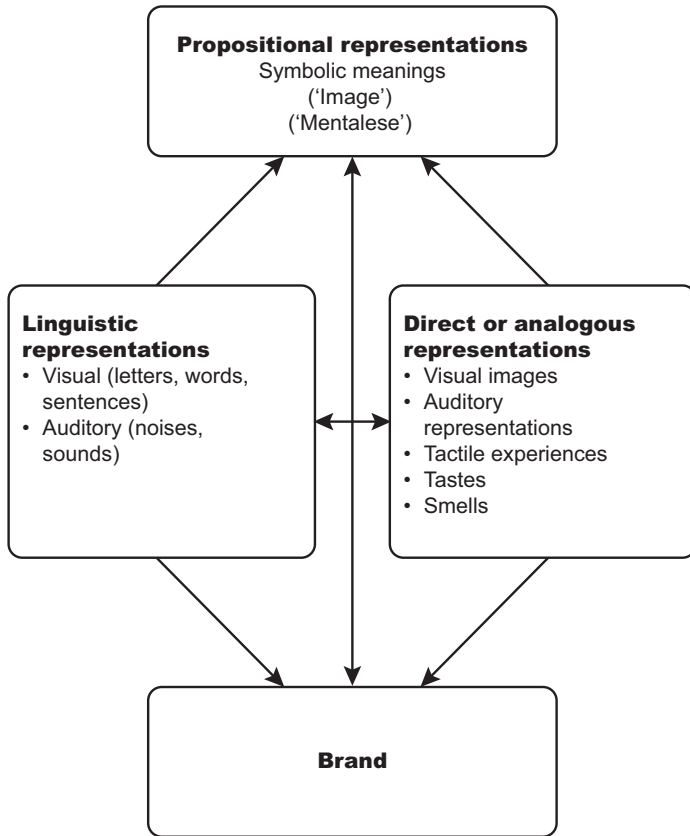 Propositional representations
Symbolic meanings
(‘Image’)
(‘Mentalese’)
Linguistic
representations
• Visual (letters, words,
sentences)
• Auditory (noises,
sounds)
Direct or analogous
representations
• Visual images
• Auditory
representations
• Tactile experiences
• Tastes
• Smells
Brand